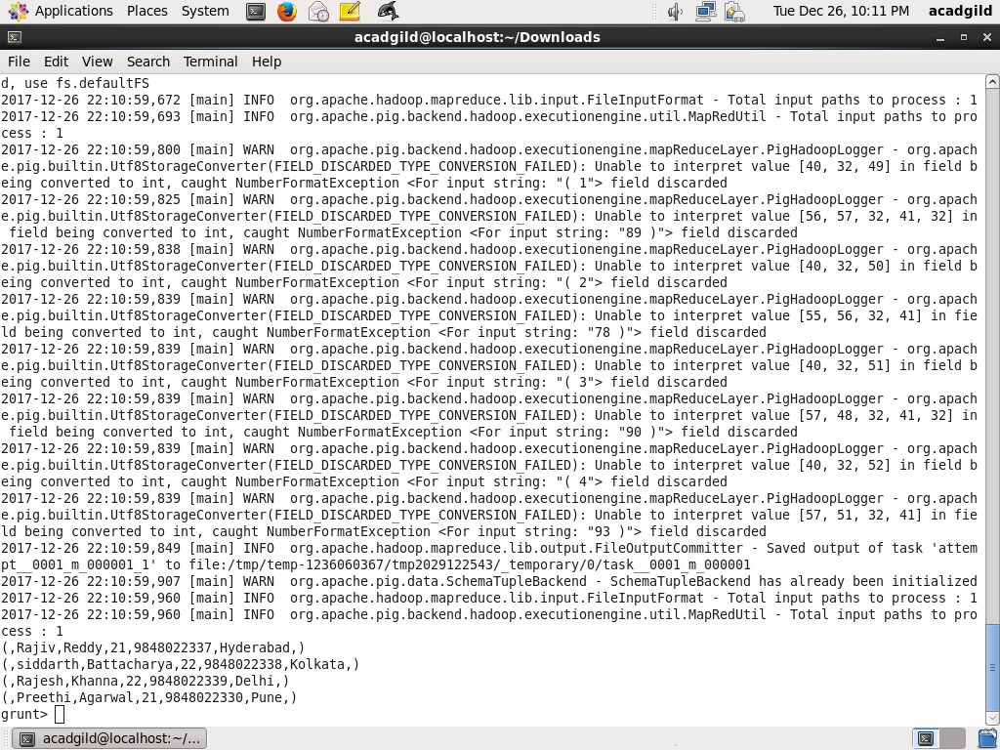 Applications Places System Tue Dec 26, 10:11 PM acadgild
acadgild@localhost:~/Downloads
File Edit View Search Terminal Help
d, use fs.defaultFS
2017-12-26 22:10:59,672 [main] INFO  org.apache.hadoop.mapreduce.lib.input.FileInputFormat - Total input paths to process : 1
2017-12-26 22:10:59,693 [main] INFO  org.apache.pig.backend.hadoop.executionengine.util.MapRedUtil - Total input paths to pro
cess : 1
2017-12-26 22:10:59,800 [main] WARN  org.apache.pig.backend.hadoop.executionengine.mapReduceLayer.PigHadoopLogger - org.apach
e.pig.builtin.Utf8StorageConverter(FIELD_DISCARDED_TYPE_CONVERSION_FAILED): Unable to interpret value [40, 32, 49] in field b
eing converted to int, caught NumberFormatException <For input string: "( 1"> field discarded
2017-12-26 22:10:59,825 [main] WARN  org.apache.pig.backend.hadoop.executionengine.mapReduceLayer.PigHadoopLogger - org.apach
e.pig.builtin.Utf8StorageConverter(FIELD_DISCARDED_TYPE_CONVERSION_FAILED): Unable to interpret value [56, 57, 32, 41, 32] in
 field being converted to int, caught NumberFormatException <For input string: "89 )"> field discarded
2017-12-26 22:10:59,838 [main] WARN  org.apache.pig.backend.hadoop.executionengine.mapReduceLayer.PigHadoopLogger - org.apach
e.pig.builtin.Utf8StorageConverter(FIELD_DISCARDED_TYPE_CONVERSION_FAILED): Unable to interpret value [40, 32, 50] in field b
eing converted to int, caught NumberFormatException <For input string: "( 2"> field discarded
2017-12-26 22:10:59,839 [main] WARN  org.apache.pig.backend.hadoop.executionengine.mapReduceLayer.PigHadoopLogger - org.apach
e.pig.builtin.Utf8StorageConverter(FIELD_DISCARDED_TYPE_CONVERSION_FAILED): Unable to interpret value [55, 56, 32, 41] in fie
ld being converted to int, caught NumberFormatException <For input string: "78 )"> field discarded
2017-12-26 22:10:59,839 [main] WARN  org.apache.pig.backend.hadoop.executionengine.mapReduceLayer.PigHadoopLogger - org.apach
e.pig.builtin.Utf8StorageConverter(FIELD_DISCARDED_TYPE_CONVERSION_FAILED): Unable to interpret value [40, 32, 51] in field b
eing converted to int, caught NumberFormatException <For input string: "( 3"> field discarded
2017-12-26 22:10:59,839 [main] WARN  org.apache.pig.backend.hadoop.executionengine.mapReduceLayer.PigHadoopLogger - org.apach
e.pig.builtin.Utf8StorageConverter(FIELD_DISCARDED_TYPE_CONVERSION_FAILED): Unable to interpret value [57, 48, 32, 41, 32] in
 field being converted to int, caught NumberFormatException <For input string: "90 )"> field discarded
2017-12-26 22:10:59,839 [main] WARN  org.apache.pig.backend.hadoop.executionengine.mapReduceLayer.PigHadoopLogger - org.apach
e.pig.builtin.Utf8StorageConverter(FIELD_DISCARDED_TYPE_CONVERSION_FAILED): Unable to interpret value [40, 32, 52] in field b
eing converted to int, caught NumberFormatException <For input string: "( 4"> field discarded
2017-12-26 22:10:59,839 [main] WARN  org.apache.pig.backend.hadoop.executionengine.mapReduceLayer.PigHadoopLogger - org.apach
e.pig.builtin.Utf8StorageConverter(FIELD_DISCARDED_TYPE_CONVERSION_FAILED): Unable to interpret value [57, 51, 32, 41] in fie
ld being converted to int, caught NumberFormatException <For input string: "93 )"> field discarded
2017-12-26 22:10:59,849 [main] INFO  org.apache.hadoop.mapreduce.lib.output.FileOutputCommitter - Saved output of task 'attem
pt__0001_m_000001_1' to file:/tmp/temp-1236060367/tmp2029122543/_temporary/0/task__0001_m_000001
2017-12-26 22:10:59,907 [main] WARN  org.apache.pig.data.SchemaTupleBackend - SchemaTupleBackend has already been initialized
2017-12-26 22:10:59,960 [main] INFO  org.apache.hadoop.mapreduce.lib.input.FileInputFormat - Total input paths to process : 1
2017-12-26 22:10:59,960 [main] INFO  org.apache.pig.backend.hadoop.executionengine.util.MapRedUtil - Total input paths to pro
cess : 1
(,Rajiv,Reddy,21,9848022337,Hyderabad,)
(,siddarth,Battacharya,22,9848022338,Kolkata,)
(,Rajesh,Khanna,22,9848022339,Delhi,)
(,Preethi,Agarwal,21,9848022330,Pune,)
grunt>
acadgild@localhost:~/...